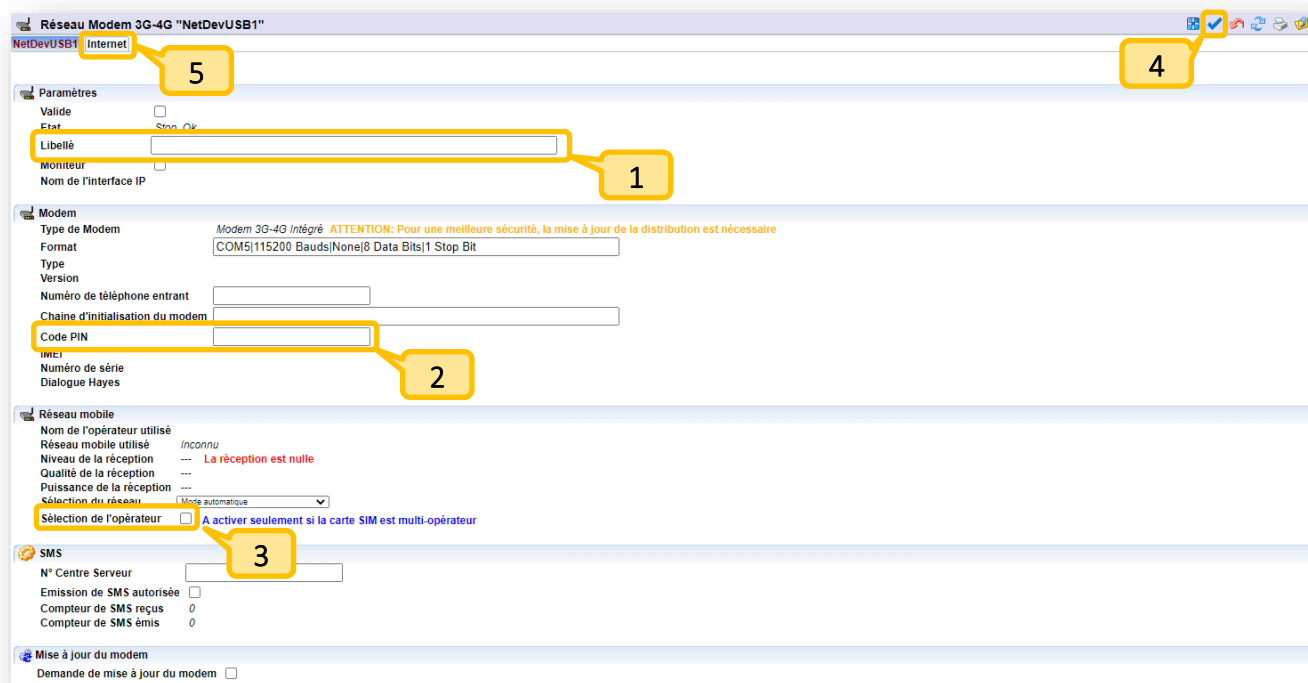 Réseau Modem 3G-4G "NetDevUSB1"
NetDevUSB1 Internet
5
4
Paramètres
Valide
Etat Stop, Ok
Libellé
1
Moniteur
Nom de l'interface IP
Modem
Type de Modem Modem 3G-4G Intégré ATTENTION: Pour une meilleure sécurité, la mise à jour de la distribution est nécessaire
Format COM5|115200 Bauds|None|8 Data Bits|1 Stop Bit
Type
Version
Numéro de téléphone entrant
Chaine d'initialisation du modem
Code PIN
2
IMEI
Numéro de série
Dialogue Hayes
Réseau mobile
Nom de l'opérateur utilisé
Réseau mobile utilisé Inconnu
Niveau de la réception --- La réception est nulle
Qualité de la réception ---
Puissance de la réception ---
Sélection du réseau Mode automatique
Sélection de l'opérateur A activer seulement si la carte SIM est multi-opérateur
3
SMS
N° Centre Serveur
Emission de SMS autorisée
Compteur de SMS reçus 0
Compteur de SMS émis 0
Mise à jour du modem
Demande de mise à jour du modem